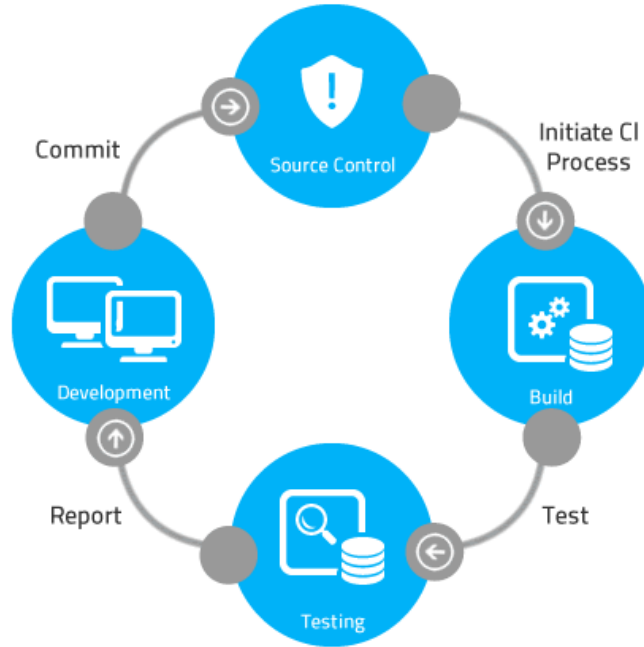 Source Control
Commit
Initiate CI
Process
Development
Build
Report
Test
Testing